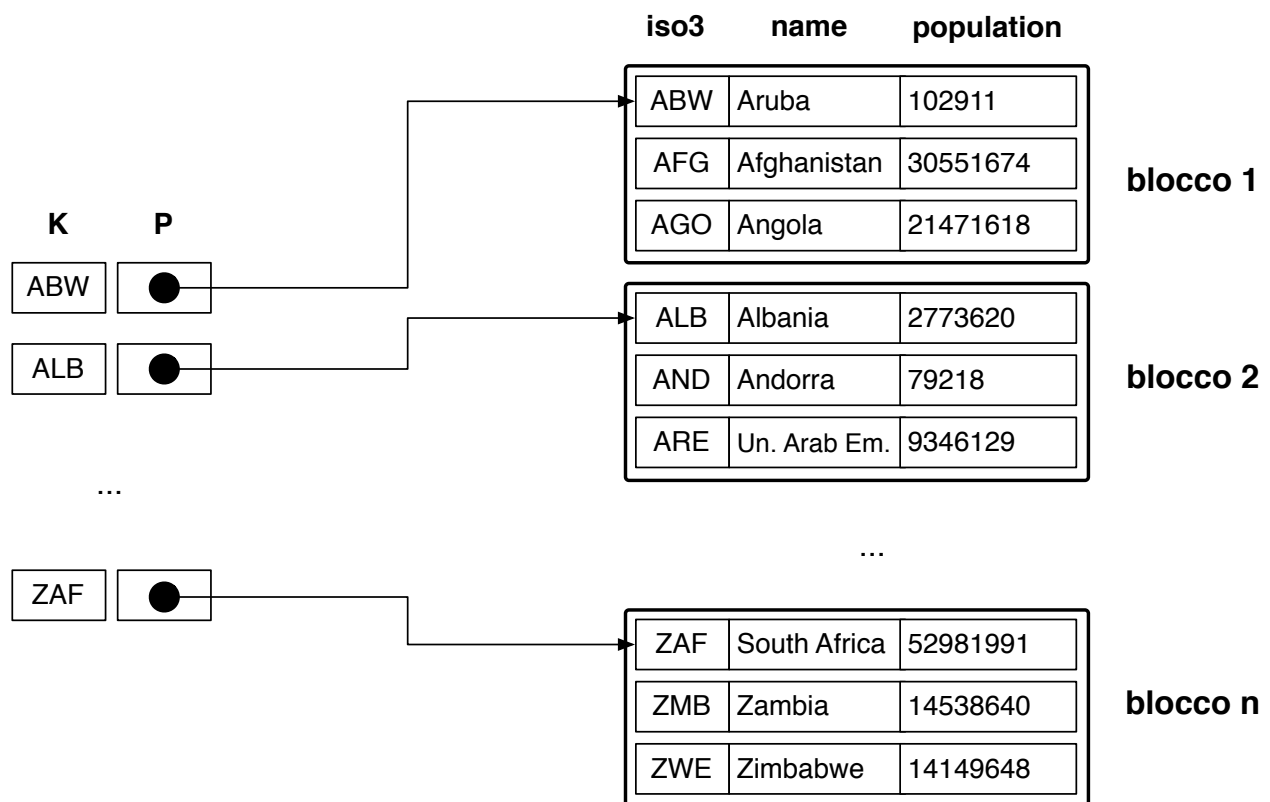 iso3 name population
ABW Aruba 102911
AFG Afghanistan 30551674
AGO Angola 21471618
blocco 1
K P
ABW
ALB
...
ZAF
ALB Albania 2773620
AND Andorra 79218
ARE Un. Arab Em. 9346129
blocco 2
...
ZAF South Africa 52981991
ZMB Zambia 14538640
ZWE Zimbabwe 14149648
blocco n